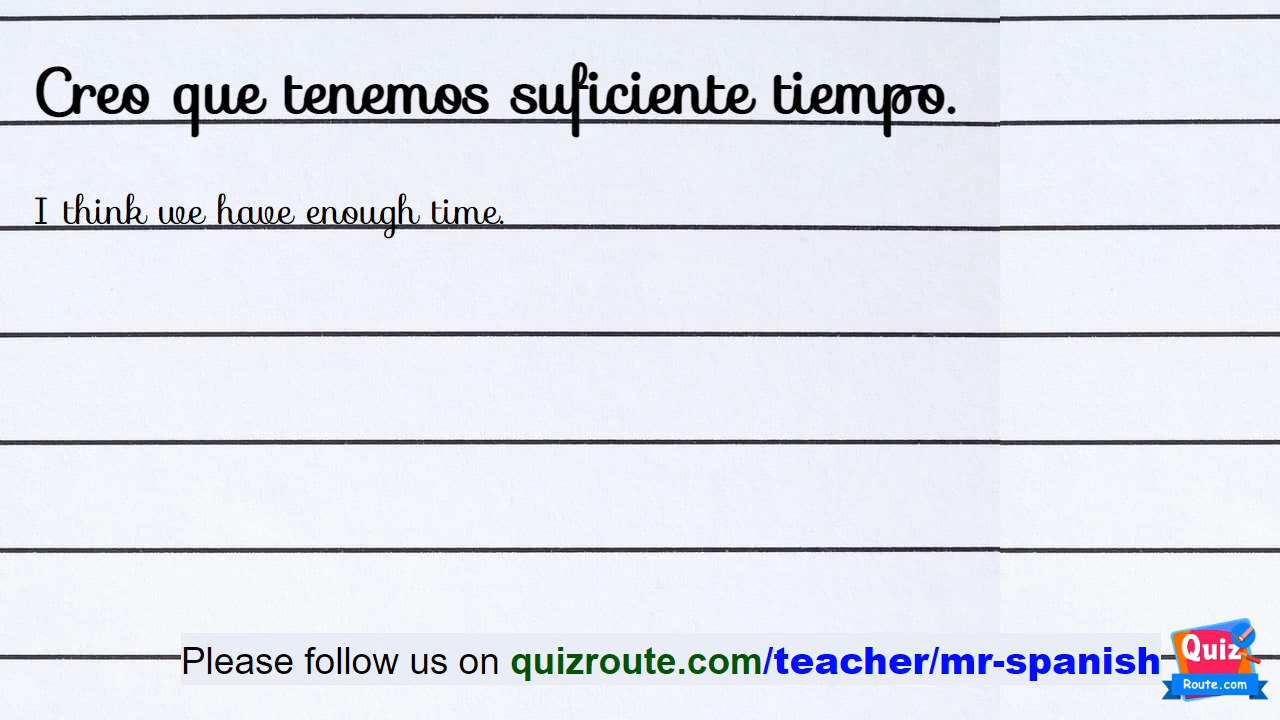 Creo que tenemos suficiente tiempo.
I think we have enough time.
Please follow us on quizroute.com/teacher/mr-spanish
Quiz
Route.com